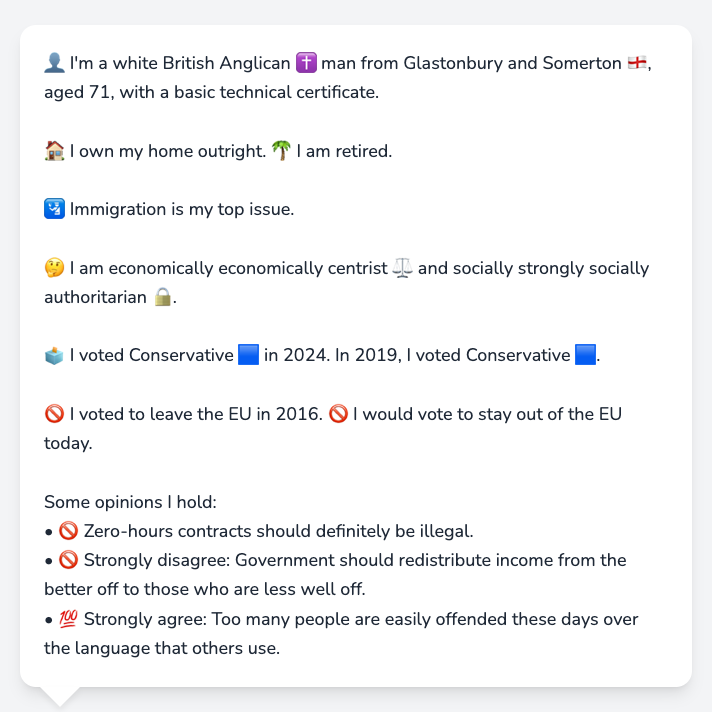 👤 I'm a white British Anglican ✝️ man from Glastonbury and Somerton 🏴󠁧󠁢󠁥󠁮󠁧󠁿,
aged 71, with a basic technical certificate.
🏠 I own my home outright. 🌴 I am retired.
🛂 Immigration is my top issue.
🤔 I am economically economically centrist ⚖️ and socially strongly socially
authoritarian 🔒.
🗳️ I voted Conservative 🟦 in 2024. In 2019, I voted Conservative 🟦.
🚫 I voted to leave the EU in 2016. 🚫 I would vote to stay out of the EU
today.
Some opinions I hold:
• 🚫 Zero-hours contracts should definitely be illegal.
• 🚫 Strongly disagree: Government should redistribute income from the
better off to those who are less well off.
• 💯 Strongly agree: Too many people are easily offended these days over
the language that others use.